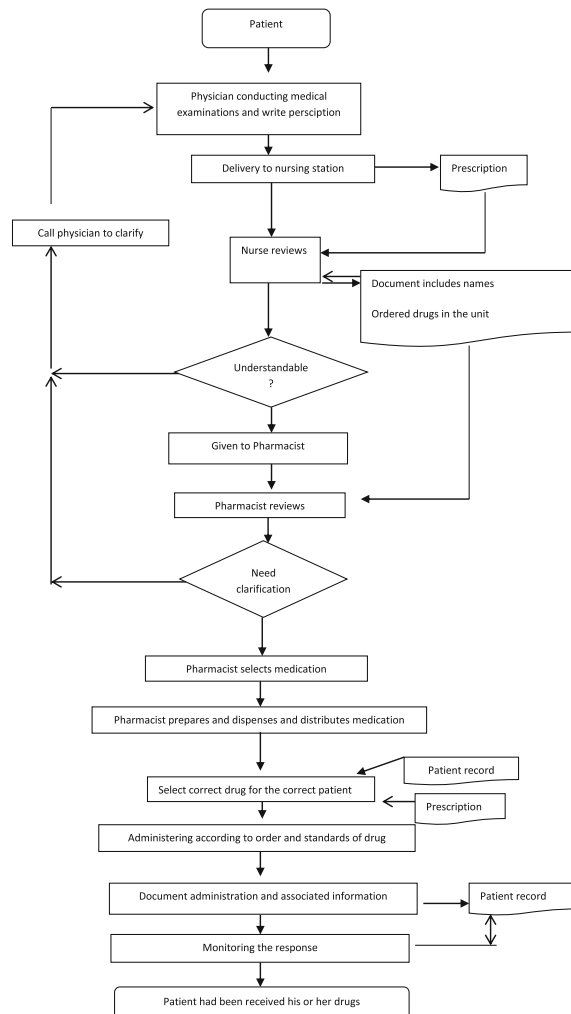 Patient
Physician conducting medical
examinations and write persciption
Delivery to nursing station
Prescription
Call physician to clarify
Nurse reviews
Document includes names
Ordered drugs in the unit
Understandable
?
Given to Pharmacist
Pharmacist reviews
Need
clarification
Pharmacist selects medication
Pharmacist prepares and dispenses and distributes medication
Patient record
Select correct drug for the correct patient
Prescription
Administering according to order and standards of drug
Document administration and associated information
Patient record
Monitoring the response
Patient had been received his or her drugs